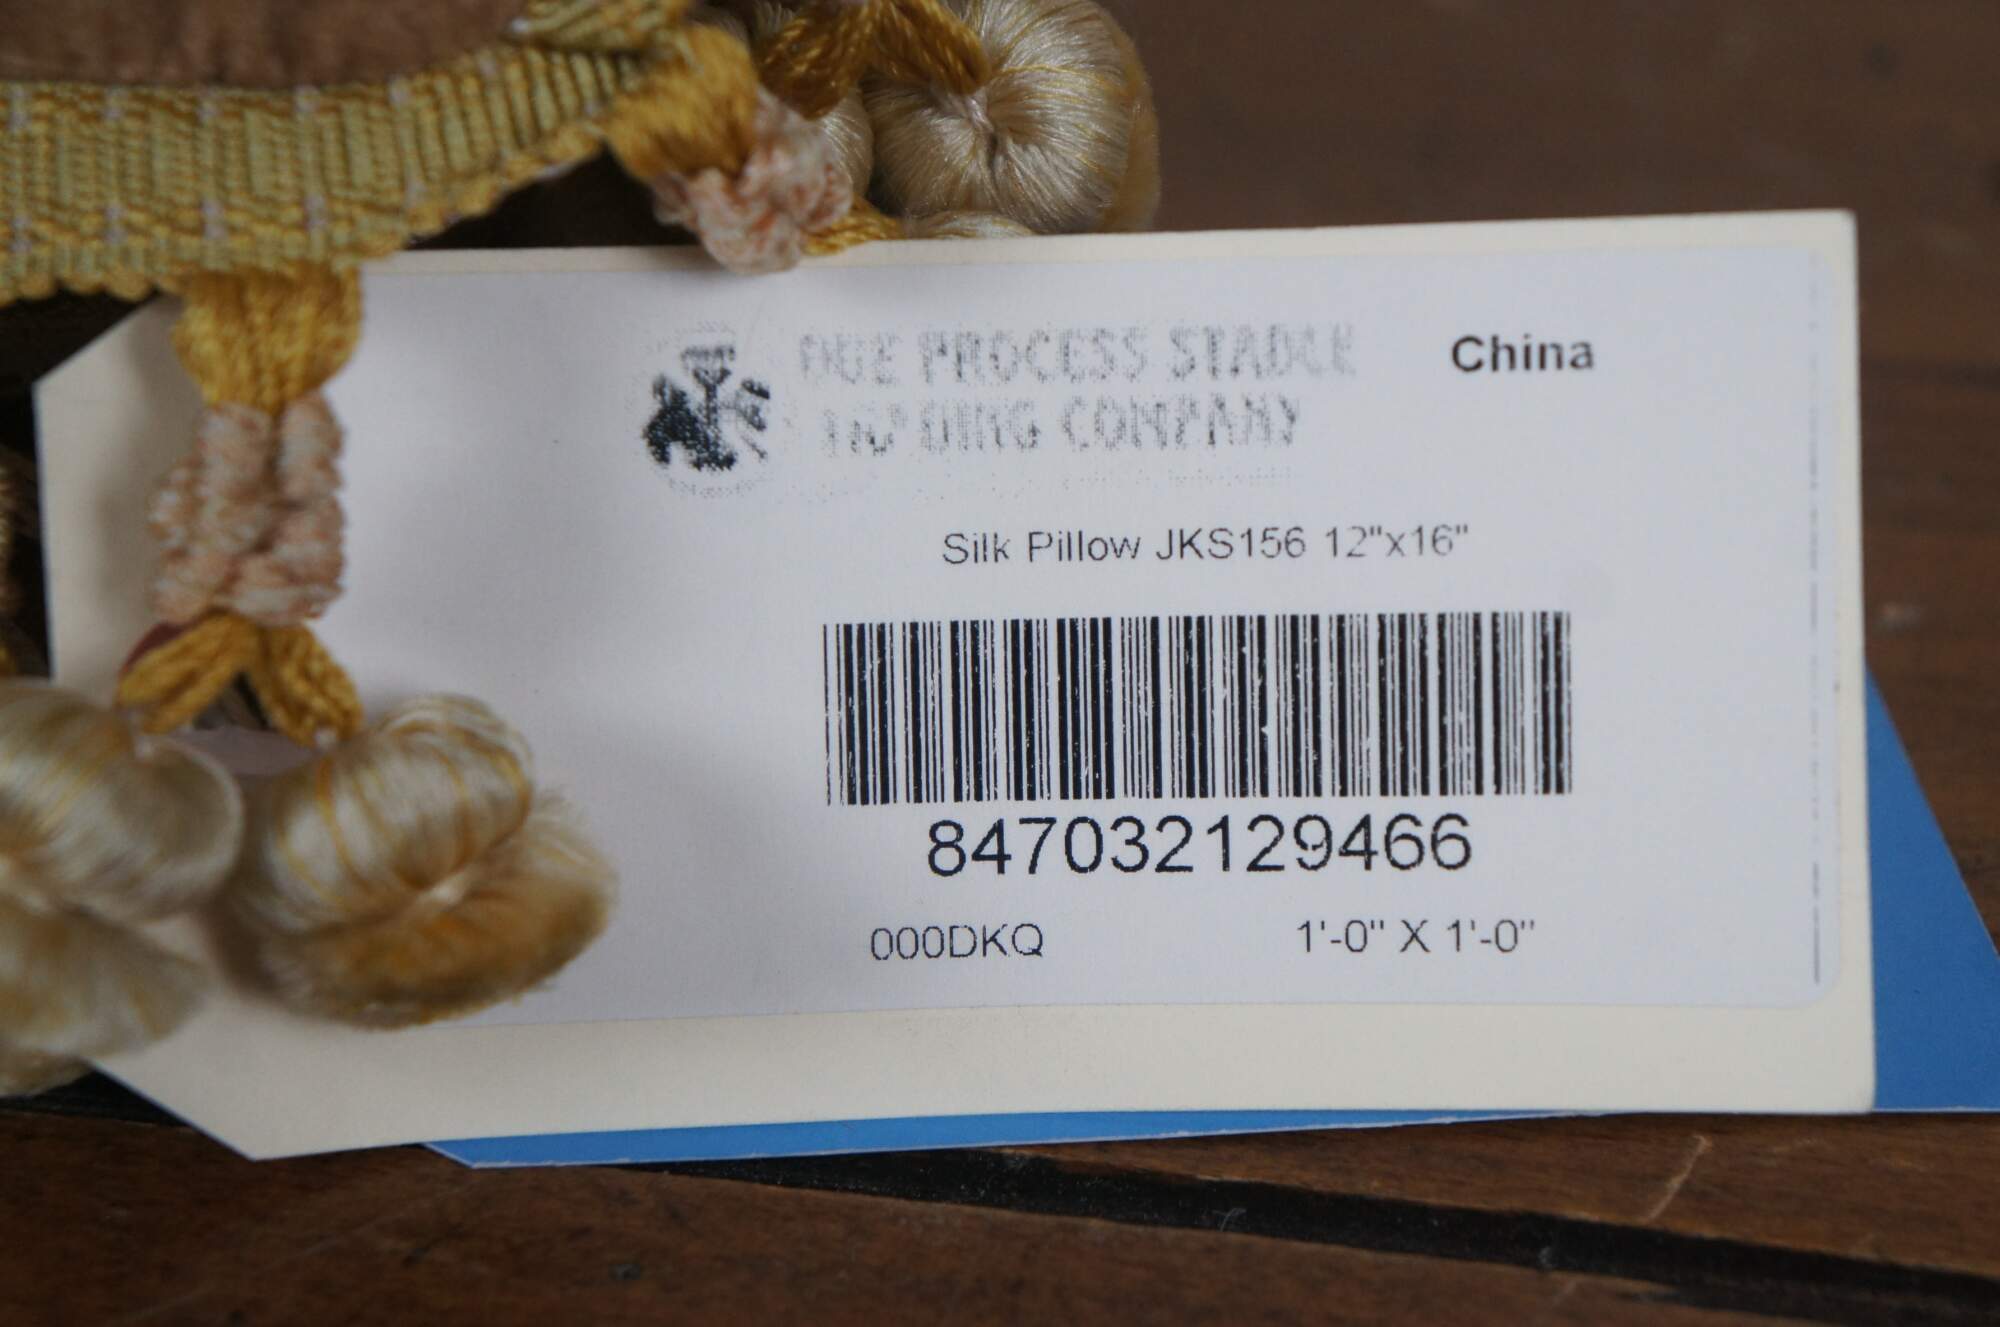 DUE PROCESS STABLE
TRADING COMPANY
China
Silk Pillow JKS156 12"x16"
847032129466
000DKQ 1'-0" X 1'-0"